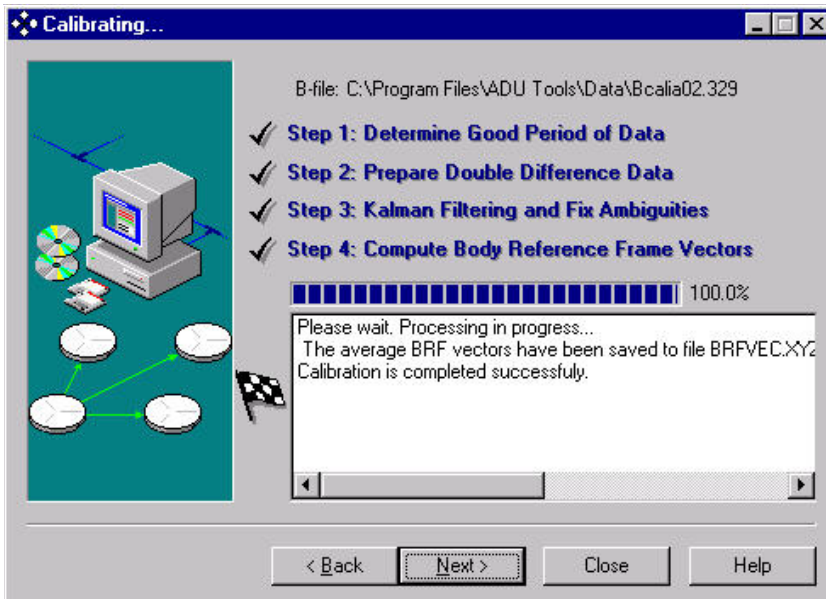 Calibrating...
B-file: C:\Program Files\ADU Tools\Data\Bcalia02.329
Step 1: Determine Good Period of Data
Step 2: Prepare Double Difference Data
Step 3: Kalman Filtering and Fix Ambiguities
Step 4: Compute Body Reference Frame Vectors
100.0%
Please wait. Processing in progress...
The average BRF vectors have been saved to file BRFVEC.XYZ
Calibration is completed successfuly.
< Back
Next >
Close
Help